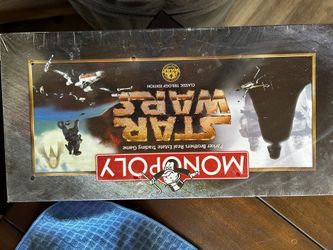 MONOPOLY
Parker Brothers Real Estate Trading Game
STAR
WARS
CLASSIC TRILOGY EDITION